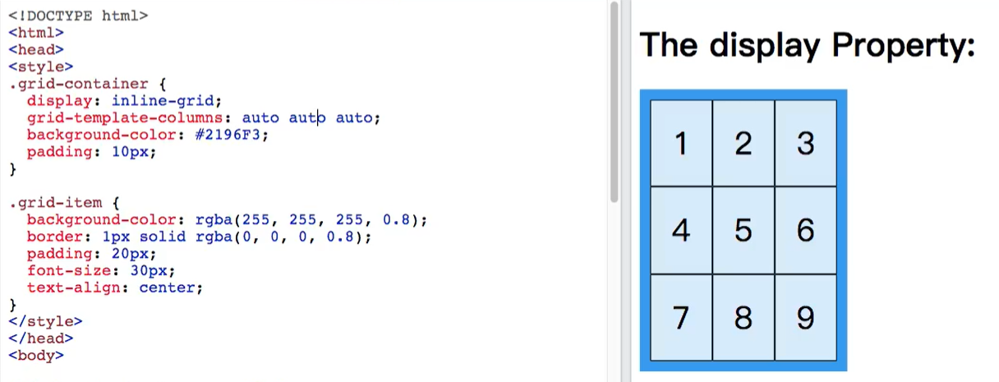 <!DOCTYPE html>
<html>
<head>
<style>
.grid-container {
  display: inline-grid;
  grid-template-columns: auto auto auto;
  background-color: #2196F3;
  padding: 10px;
}

.grid-item {
  background-color: rgba(255, 255, 255, 0.8);
  border: 1px solid rgba(0, 0, 0, 0.8);
  padding: 20px;
  font-size: 30px;
  text-align: center;
}
</style>
</head>
<body>
The display Property:
1 2 3
4 5 6
7 8 9